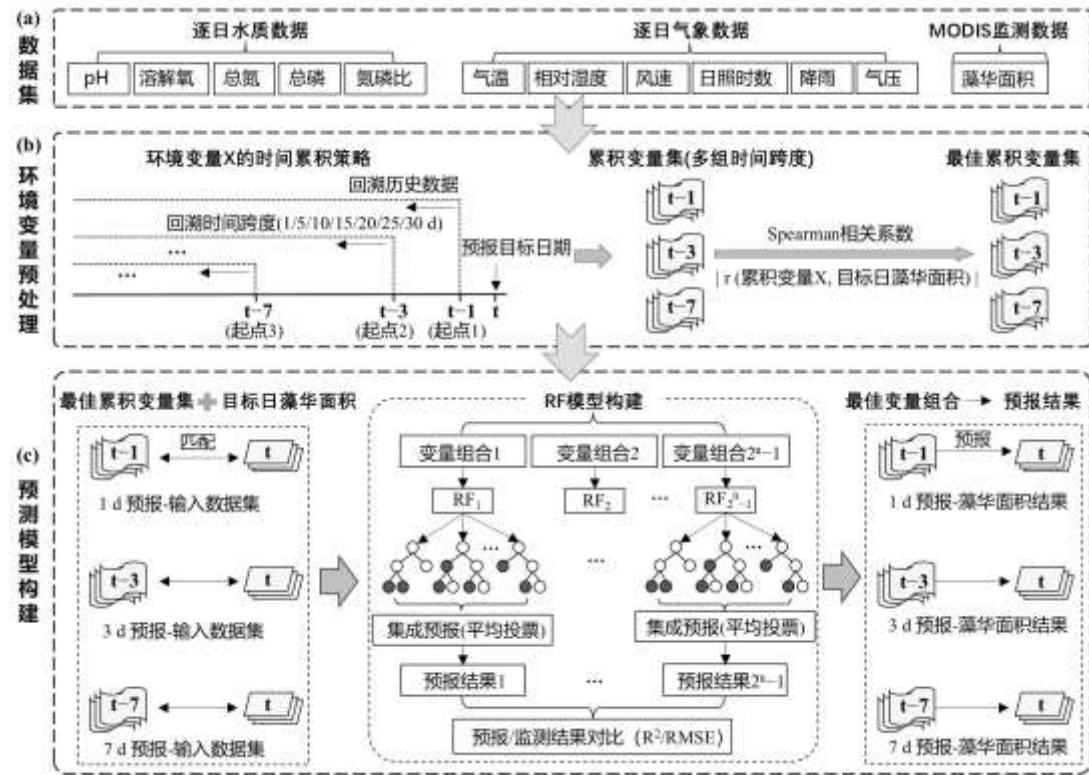 (a)
数据集
逐日水质数据
pH 溶解氧 总氮 总磷 氮磷比
逐日气象数据
气温 相对湿度 风速 日照时数 降雨 气压
MODIS监测数据
藻华面积
(b)
环境变量预处理
环境变量X的时间累积策略
回溯历史数据
回溯时间跨度(1/5/10/15/20/25/30 d)
预报目标日期
...
...
t−7 t−3 t−1 t
(起点3) (起点2) (起点1)
累积变量集(多组时间跨度)
t−1
t−3
t−7
Spearman相关系数
| r (累积变量X, 目标日藻华面积) |
最佳累积变量集
t−1
t−3
t−7
(c)
预测模型构建
最佳累积变量集 + 目标日藻华面积
t−1 匹配 t
1 d 预报-输入数据集
t−3 t
3 d 预报-输入数据集
t−7 t
7 d 预报-输入数据集
RF模型构建
变量组合1 变量组合2 变量组合2ⁿ−1
RF₁ RF₂ ... RF₂ⁿ₋₁
... ... ...
集成预报(平均投票) 集成预报(平均投票)
预报结果1 ... 预报结果2ⁿ−1
预报/监测结果对比（R²/RMSE）
最佳变量组合 → 预报结果
t−1 预报 t
1 d 预报-藻华面积结果
t−3 t
3 d 预报-藻华面积结果
t−7 t
7 d 预报-藻华面积结果